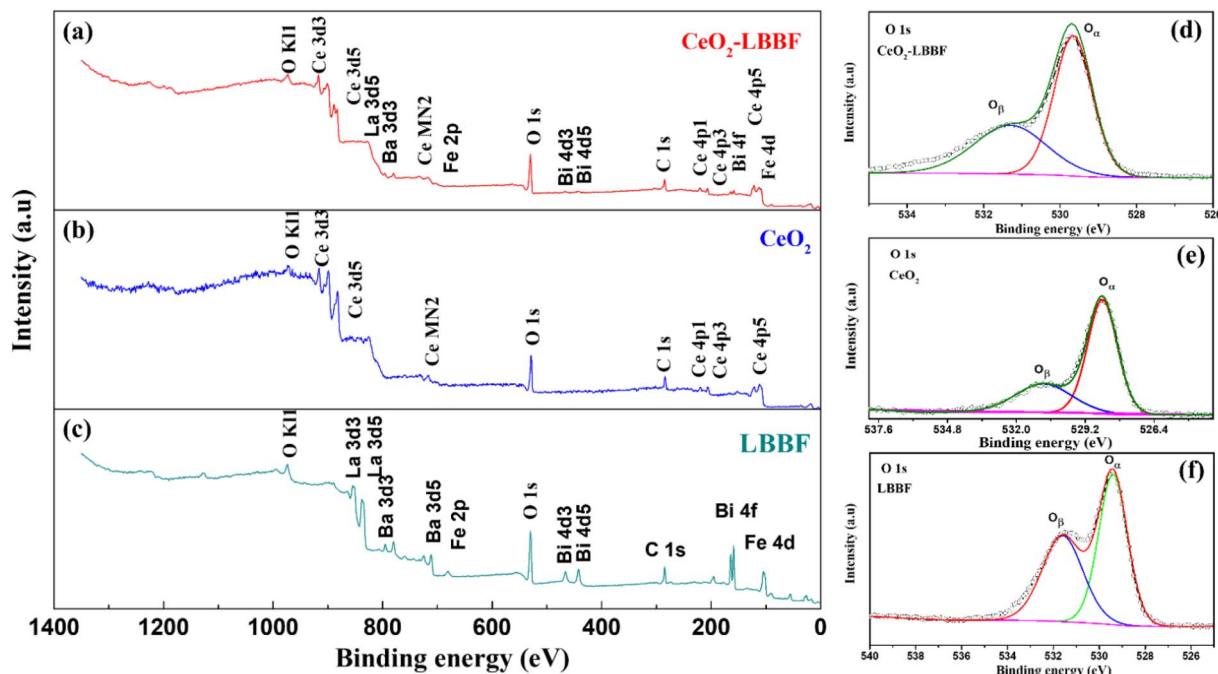 (a)
CeO₂-LBBF
O Kl1
Ce 3d3
Ce 3d5
La 3d5
Ba 3d3
Ce MN2
Fe 2p
O 1s
Bi 4d3
Bi 4d5
C 1s
Ce 4p1
Ce 4p3
Bi 4f
Ce 4p5
Fe 4d
(b)
CeO₂
O Kl1
Ce 3d3
Ce 3d5
Ce MN2
O 1s
C 1s
Ce 4p1
Ce 4p3
Ce 4p5
(c)
LBBF
O Kl1
La 3d3
La 3d5
Ba 3d3
Ba 3d5
Fe 2p
O 1s
Bi 4d3
Bi 4d5
C 1s
Bi 4f
Fe 4d
Intensity (a.u)
1400 1200 1000 800 600 400 200 0
Binding energy (eV)
O 1s
CeO₂-LBBF
Oα
Oβ
(d)
Intensity (a.u)
534 532 530 528 526
Binding energy (eV)
O 1s
CeO₂
Oα
Oβ
(e)
Intensity (a.u)
537.6 534.8 532.0 529.2 526.4
Binding energy (eV)
O 1s
LBBF
Oα
Oβ
(f)
Intensity (a.u)
540 538 536 534 532 530 528 526
Binding energy (eV)